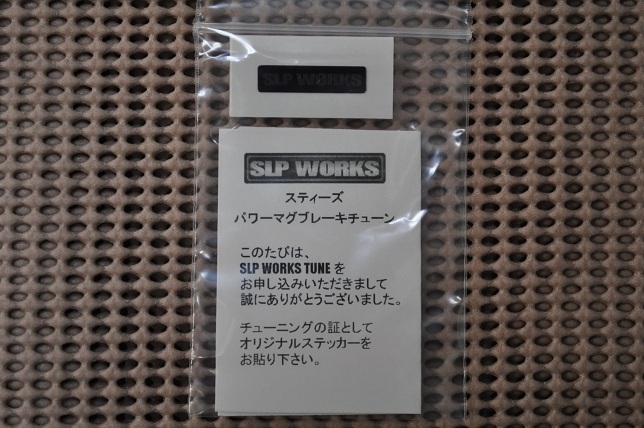 SLP WORKS
SLP WORKS
スティーズ
パワーマグブレーキチューン
このたびは、
SLP WORKS TUNE を
お申し込みいただきまして
誠にありがとうございました。
チューニングの証として
オリジナルステッカーを
お貼り下さい。